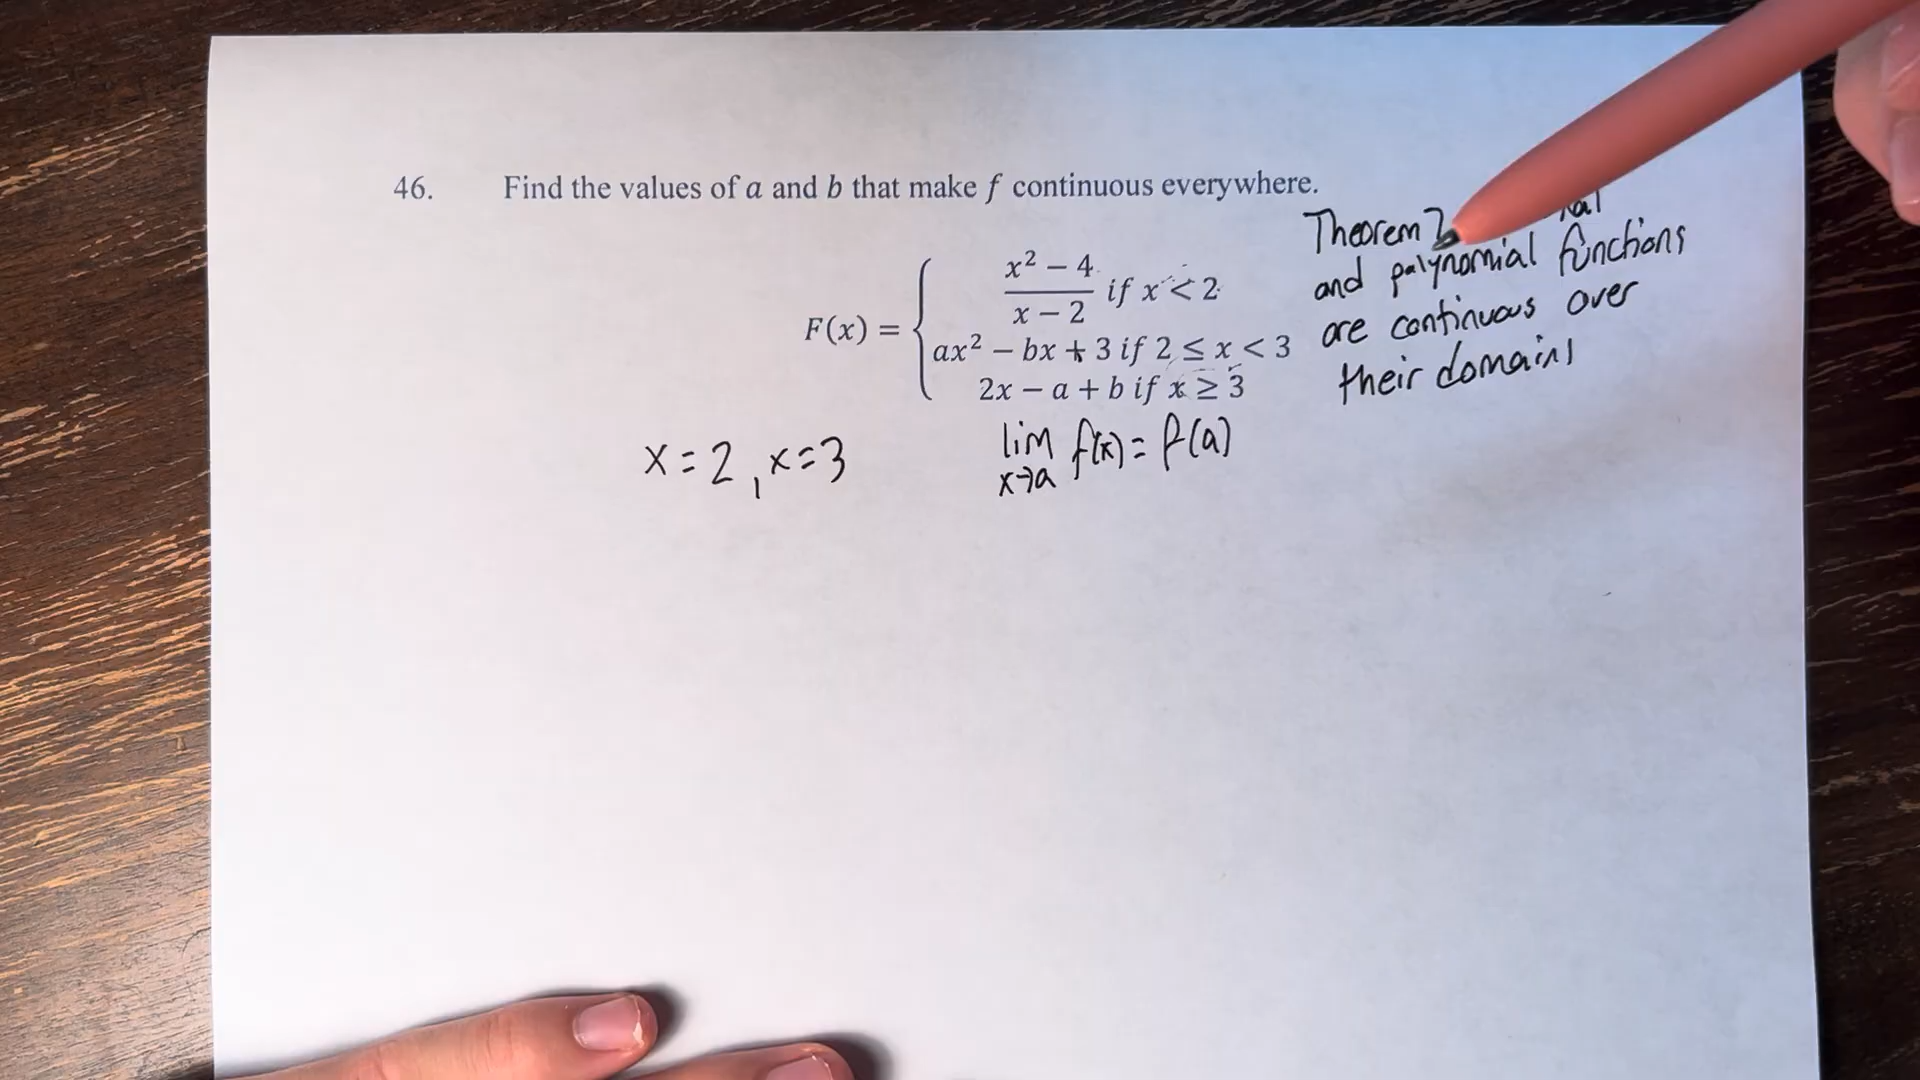 46. Find the values of a and b that make f continuous everywhere.
Theorem 7
x² − 4
if x < 2
x − 2
F(x) =
ax² − bx + 3 if 2 ≤ x < 3
2x − a + b if x ≥ 3
and polynomial functions
are continuous over
their domains
x = 2, x = 3
lim f(x) = f(a)
x→a